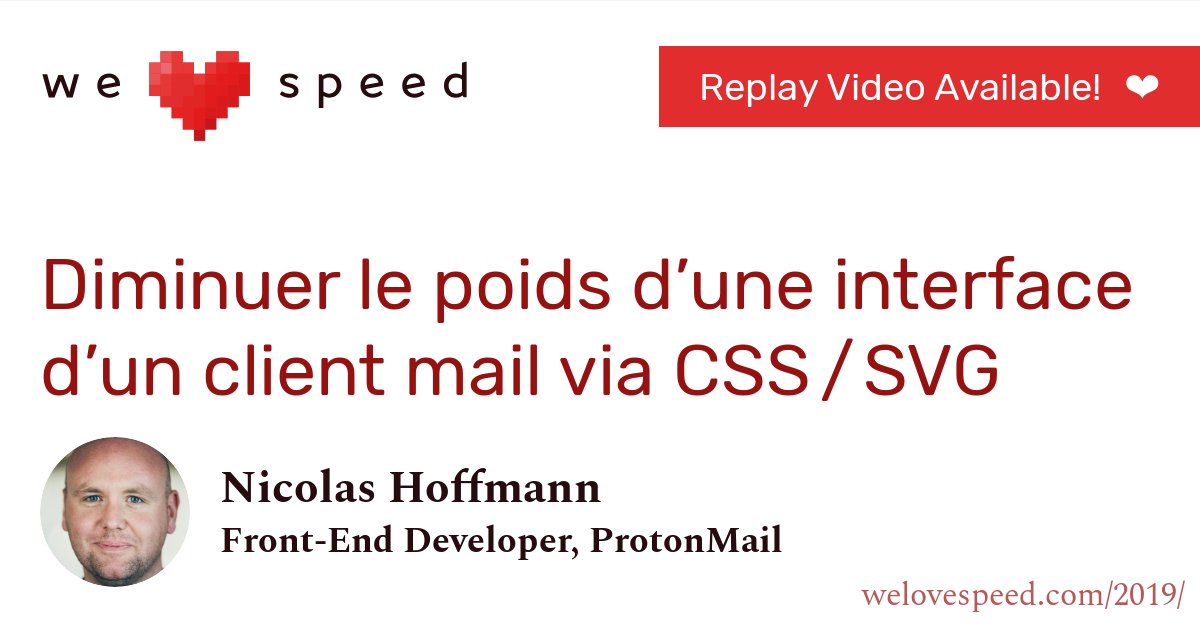 we speed
Replay Video Available! ❤
Diminuer le poids d’une interface
d’un client mail via CSS / SVG
Nicolas Hoffmann
Front-End Developer, ProtonMail
welovespeed.com/2019/